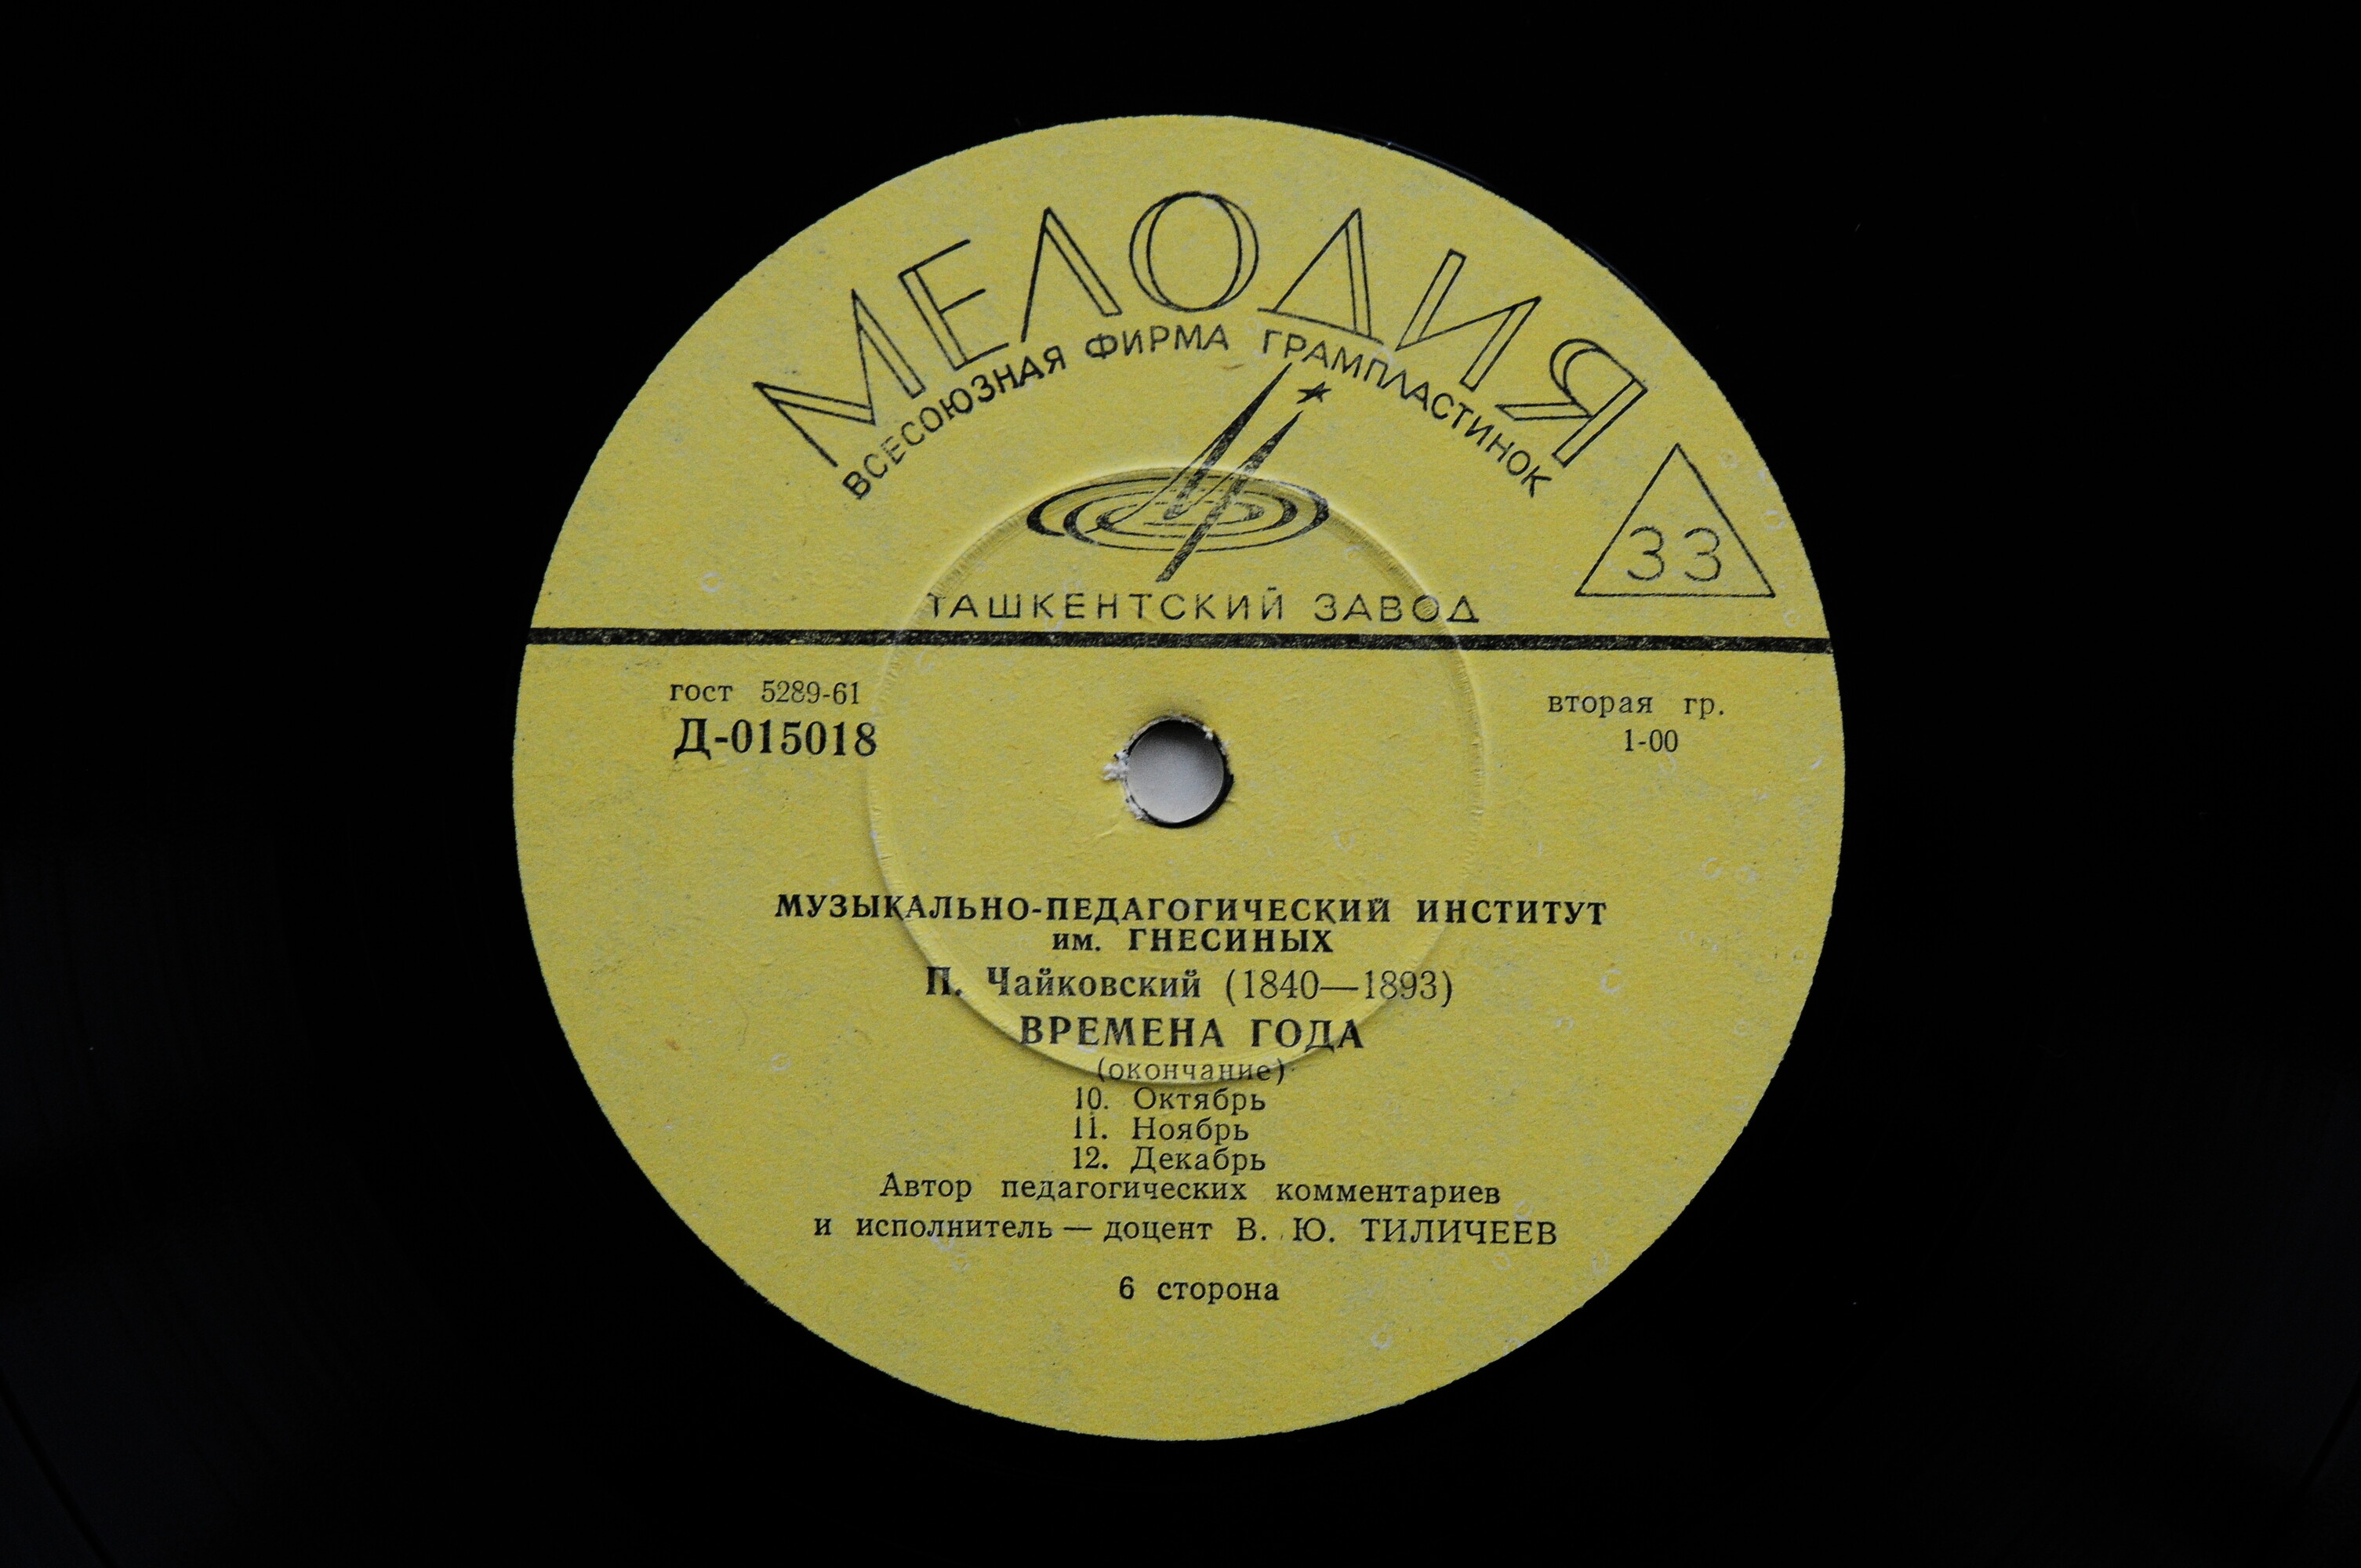 МЕЛОДИЯ
ВСЕСОЮЗНАЯ ФИРМА ГРАМПЛАСТИНОК
33
ТАШКЕНТСКИЙ ЗАВОД
гост 5289-61
Д-015018
вторая гр.
1-00
МУЗЫКАЛЬНО-ПЕДАГОГИЧЕСКИЙ ИНСТИТУТ
им. ГНЕСИНЫХ
П. Чайковский (1840—1893)
ВРЕМЕНА ГОДА
(окончание)
10. Октябрь
11. Ноябрь
12. Декабрь
Автор педагогических комментариев
и исполнитель — доцент В. Ю. ТИЛИЧЕЕВ
6 сторона